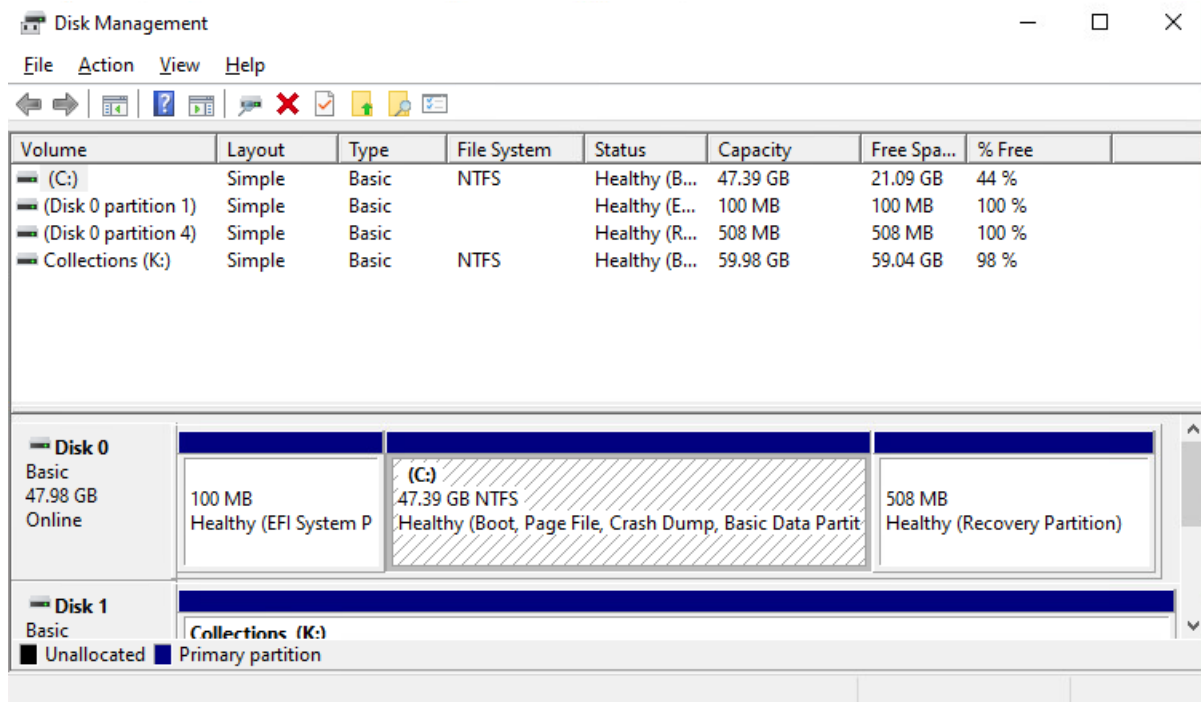 Disk Management
File Action View Help
Volume Layout Type File System Status Capacity Free Spa... % Free
(C:) Simple Basic NTFS Healthy (B... 47.39 GB 21.09 GB 44 %
(Disk 0 partition 1) Simple Basic Healthy (E... 100 MB 100 MB 100 %
(Disk 0 partition 4) Simple Basic Healthy (R... 508 MB 508 MB 100 %
Collections (K:) Simple Basic NTFS Healthy (B... 59.98 GB 59.04 GB 98 %
Disk 0
Basic
47.98 GB
Online
100 MB
Healthy (EFI System P
(C:)
47.39 GB NTFS
Healthy (Boot, Page File, Crash Dump, Basic Data Partit
508 MB
Healthy (Recovery Partition)
Disk 1
Basic
Collections (K:)
Unallocated Primary partition